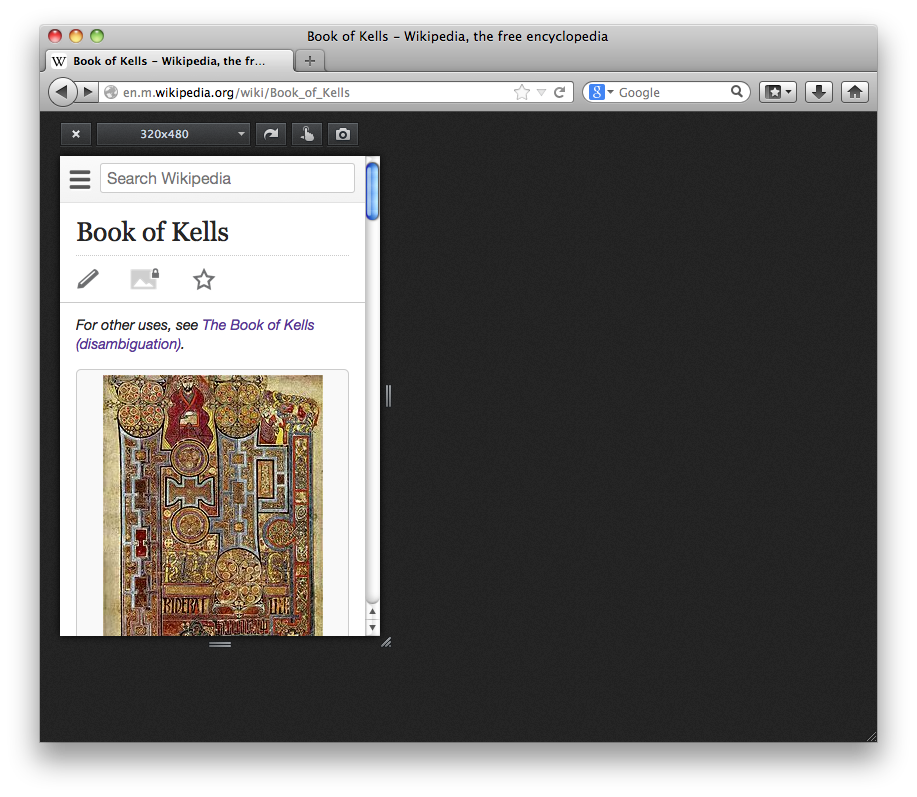 Book of Kells – Wikipedia, the free encyclopedia
W Book of Kells – Wikipedia, the fr...
en.m.wikipedia.org/wiki/Book_of_Kells
8 Google
320x480
Search Wikipedia
Book of Kells
For other uses, see The Book of Kells
(disambiguation).